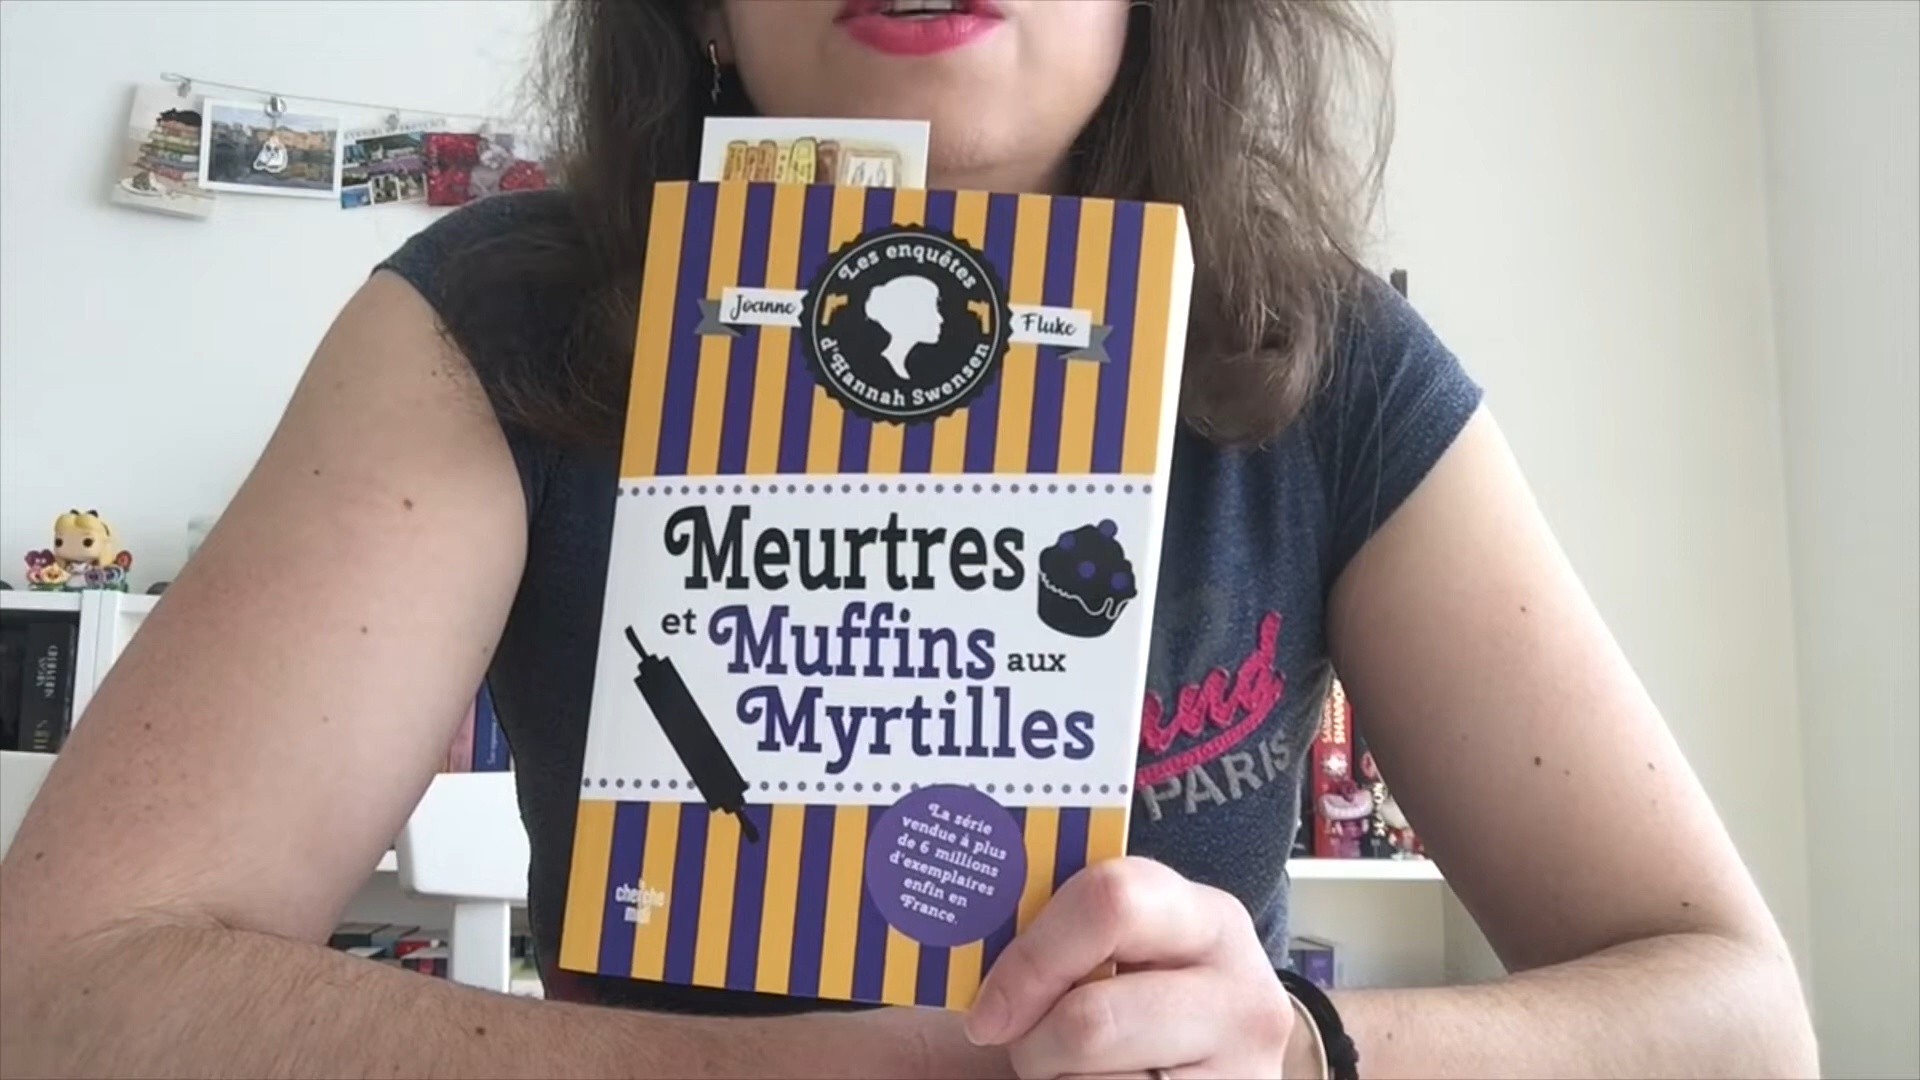 Les enquêtes
Joanne
Fluke
d'Hannah Swensen
Meurtres
et Muffins aux
Myrtilles
La série
vendue à plus
de 6 millions
d'exemplaires
enfin en
France.
cherche
midi
PARIS
SHANNON